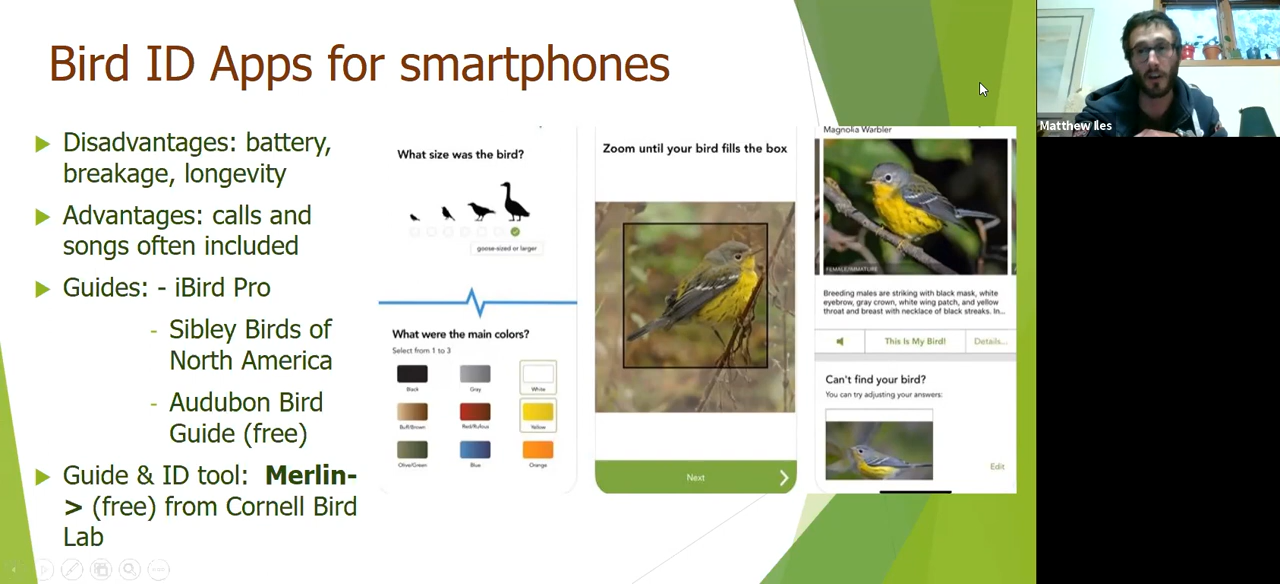 Bird ID Apps for smartphones
Disadvantages: battery,
breakage, longevity
Advantages: calls and
songs often included
Guides: - iBird Pro
- Sibley Birds of
North America
- Audubon Bird
Guide (free)
Guide & ID tool: Merlin-
> (free) from Cornell Bird
Lab
What size was the bird?
goose-sized or larger
What were the main colors?
Select from 1 to 3
Black
Gray
White
Buff/Brown
Red/Rufous
Yellow
Olive/Green
Blue
Orange
Zoom until your bird fills the box
Next
Magnolia Warbler
FEMALE/IMMATURE
Breeding males are striking with black mask, white
eyebrow, gray crown, white wing patch, and yellow
throat and breast with necklace of black streaks. In...
This Is My Bird!
Details...
Can't find your bird?
You can try adjusting your answers:
Edit
Matthew Iles